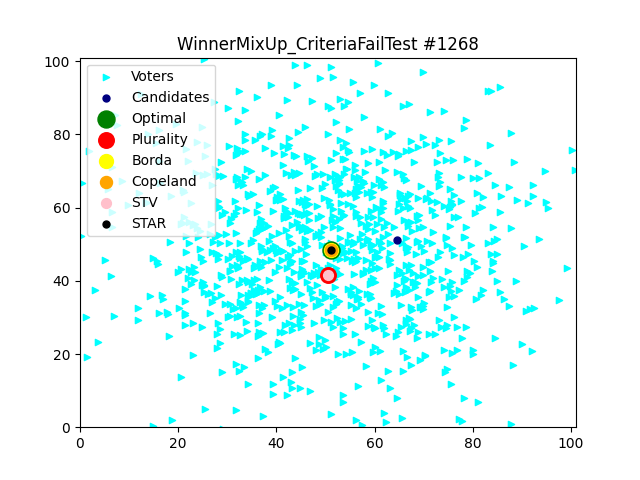 WinnerMixUp_CriteriaFailTest #1268
100
80
60
40
20
0
0 20 40 60 80 100
Voters
Candidates
Optimal
Plurality
Borda
Copeland
STV
STAR